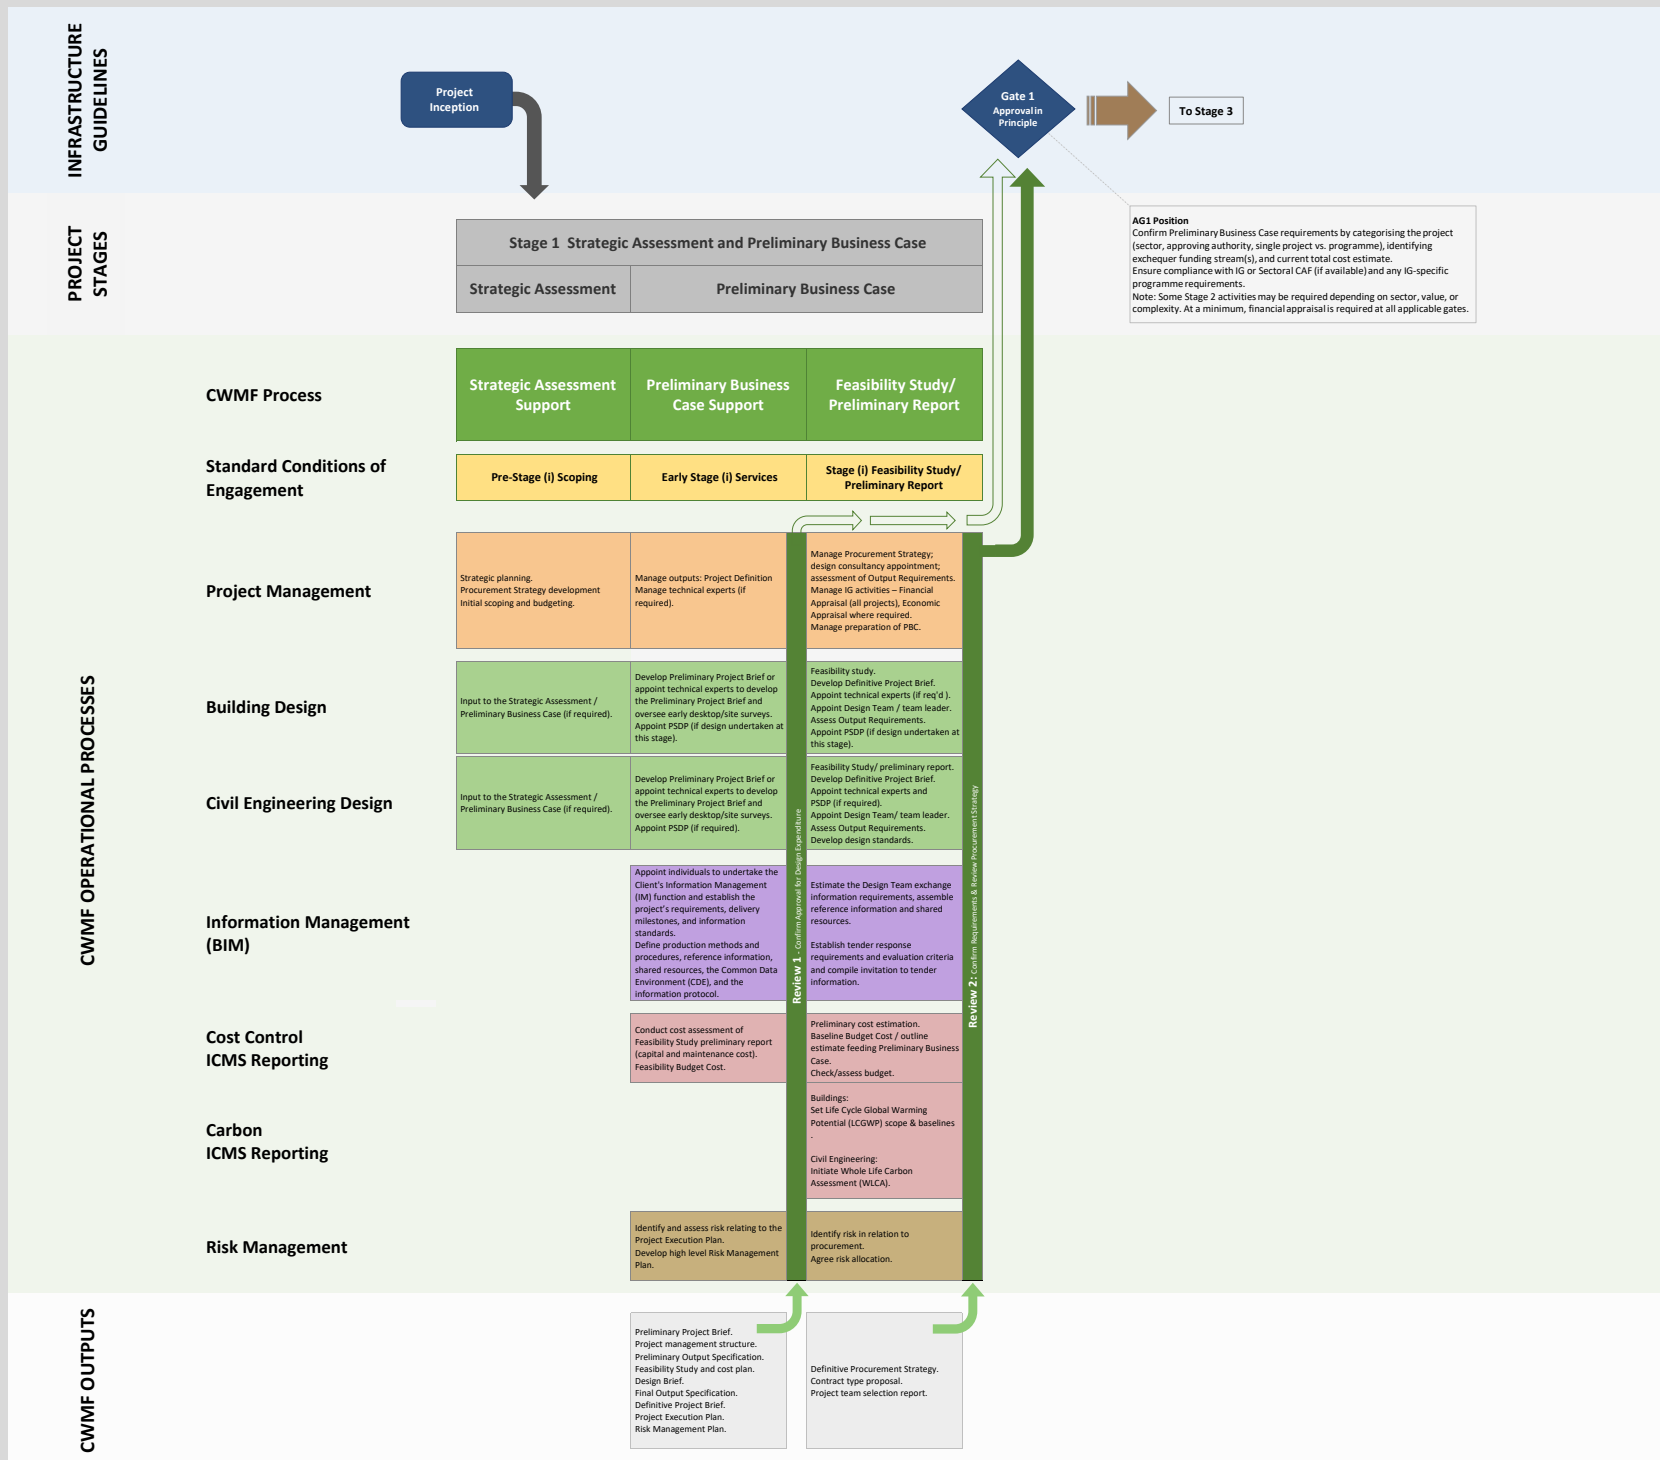 INFRASTRUCTURE
GUIDELINES
Project
Inception
Gate 1
Approval in
Principle
To Stage 3
PROJECT
STAGES
Stage 1 Strategic Assessment and Preliminary Business Case
Strategic Assessment
Preliminary Business Case
AG1 Position
Confirm Preliminary Business Case requirements by categorising the project
(sector, approving authority, single project vs. programme), identifying
exchequer funding stream(s), and current total cost estimate.
Ensure compliance with IG or Sectoral CAF (if available) and any IG-specific
programme requirements.
Note: Some Stage 2 activities may be required depending on sector, value, or
complexity. At a minimum, financial appraisal is required at all applicable gates.
CWMF OPERATIONAL PROCESSES
CWMF Process
Strategic Assessment
Support
Preliminary Business
Case Support
Feasibility Study/
Preliminary Report
Standard Conditions of
Engagement
Pre-Stage (i) Scoping
Early Stage (i) Services
Stage (i) Feasibility Study/
Preliminary Report
Project Management
Strategic planning.
Procurement Strategy development
Initial scoping and budgeting.
Manage outputs: Project Definition
Manage technical experts (if
required).
Manage Procurement Strategy;
design consultancy appointment;
assessment of Output Requirements.
Manage IG activities – Financial
Appraisal (all projects), Economic
Appraisal where required.
Manage preparation of PBC.
Building Design
Input to the Strategic Assessment /
Preliminary Business Case (if required).
Develop Preliminary Project Brief or
appoint technical experts to develop
the Preliminary Project Brief and
oversee early desktop/site surveys.
Appoint PSDP (if design undertaken at
this stage).
Feasibility study.
Develop Definitive Project Brief.
Appoint technical experts (if req'd ).
Appoint Design Team / team leader.
Assess Output Requirements.
Appoint PSDP (if design undertaken at
this stage).
Civil Engineering Design
Input to the Strategic Assessment /
Preliminary Business Case (if required).
Develop Preliminary Project Brief or
appoint technical experts to develop
the Preliminary Project Brief and
oversee early desktop/site surveys.
Appoint PSDP (if required).
Feasibility Study/ preliminary report.
Develop Definitive Project Brief.
Appoint technical experts and
PSDP (if required).
Appoint Design Team/ team leader.
Assess Output Requirements.
Develop design standards.
Review 1 - Confirm Approval for Design Expenditure
Review 2: Confirm Requirements & Review Procurement Strategy
Information Management
(BIM)
Appoint individuals to undertake the
Client's Information Management
(IM) function and establish the
project's requirements, delivery
milestones, and information
standards.
Define production methods and
procedures, reference information,
shared resources, the Common Data
Environment (CDE), and the
information protocol.
Estimate the Design Team exchange
information requirements, assemble
reference information and shared
resources.
Establish tender response
requirements and evaluation criteria
and compile invitation to tender
information.
Cost Control
ICMS Reporting
Conduct cost assessment of
Feasibility Study preliminary report
(capital and maintenance cost).
Feasibility Budget Cost.
Preliminary cost estimation.
Baseline Budget Cost / outline
estimate feeding Preliminary Business
Case.
Check/assess budget.
Carbon
ICMS Reporting
Buildings:
Set Life Cycle Global Warming
Potential (LCGWP) scope & baselines
.
Civil Engineering:
Initiate Whole Life Carbon
Assessment (WLCA).
Risk Management
Identify and assess risk relating to the
Project Execution Plan.
Develop high level Risk Management
Plan.
Identify risk in relation to
procurement.
Agree risk allocation.
CWMF OUTPUTS
Preliminary Project Brief.
Project management structure.
Preliminary Output Specification.
Feasibility Study and cost plan.
Design Brief.
Final Output Specification.
Definitive Project Brief.
Project Execution Plan.
Risk Management Plan.
Definitive Procurement Strategy.
Contract type proposal.
Project team selection report.